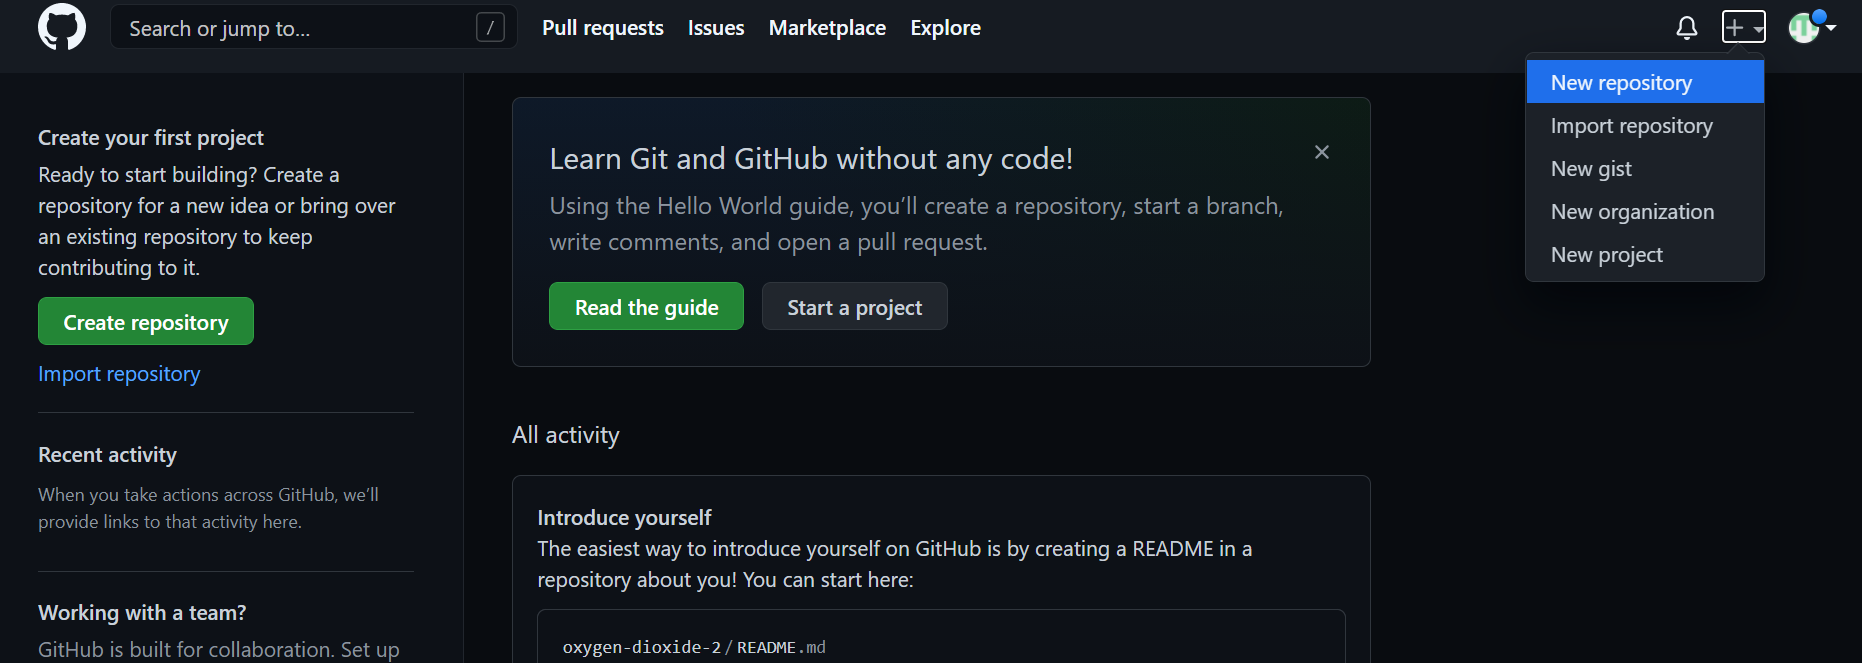 Search or jump to... /
Pull requests Issues Marketplace Explore
New repository
Import repository
New gist
New organization
New project
Create your first project
Ready to start building? Create a
repository for a new idea or bring over
an existing repository to keep
contributing to it.
Create repository
Import repository
Recent activity
When you take actions across GitHub, we’ll
provide links to that activity here.
Working with a team?
GitHub is built for collaboration. Set up
Learn Git and GitHub without any code!
Using the Hello World guide, you’ll create a repository, start a branch,
write comments, and open a pull request.
Read the guide Start a project
All activity
Introduce yourself
The easiest way to introduce yourself on GitHub is by creating a README in a
repository about you! You can start here:
oxygen-dioxide-2/README.md